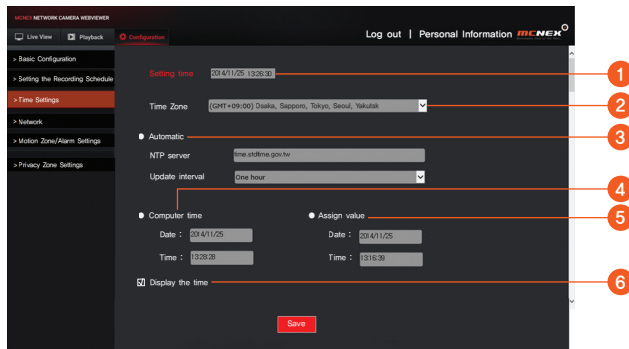 MCNEX NETWORK CAMERA WEBVIEWER
Live View Playback Configuration Log out | Personal Information MCNEX
> Basic Configuration
> Setting the Recording Schedule
> Time Settings
> Network
> Motion Zone/Alarm Settings
> Privacy Zone Settings
Setting time 2014/11/25 13:26:30 1
Time Zone (GMT+09:00) Osaka, Sapporo, Tokyo, Seoul, Yakutsk 2
Automatic 3
NTP server time.stdtime.gov.tw
Update interval One hour
4
Computer time Assign value 5
Date : 2014/11/25 Date : 2014/11/25
Time : 13:28:28 Time : 13:16:39
Display the time 6
Save